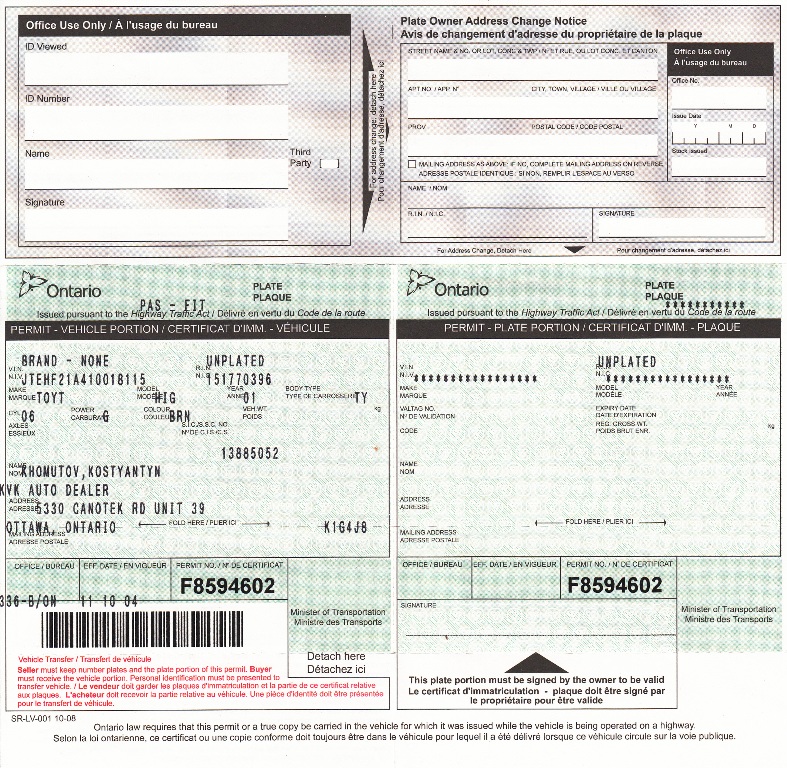 Office Use Only / À l'usage du bureau
ID Viewed
ID Number
Name
Third Party [ ]
Signature
For address change, detach here
Pour changement d'adresse, détachez ici
Plate Owner Address Change Notice
Avis de changement d'adresse du propriétaire de la plaque
STREET NAME & NO. OR LOT, CONC & TWP / Nº ET RUE, OU LOT CONC. ET CANTON
APT NO. / APP. Nº CITY, TOWN, VILLAGE / VILLE OU VILLAGE
PROV. POSTAL CODE / CODE POSTAL
MAILING ADDRESS AS ABOVE: IF NO, COMPLETE MAILING ADDRESS ON REVERSE
ADRESSE POSTALE IDENTIQUE : SI NON, REMPLIR L'ESPACE AU VERSO
NAME / NOM
R.I.N. / N.I.C. SIGNATURE
Office Use Only
À l'usage du bureau
Office No.
Issue Date
Y M D
Stock Issued
For Address Change, Detach Here Pour changement d'adresse, détachez ici
Ontario PLATE
PLAQUE
PAS - FIT
Issued pursuant to the Highway Traffic Act / Délivré en vertu du Code de la route
PERMIT - VEHICLE PORTION / CERTIFICAT D'IMM. - VÉHICULE
BRAND - NONE UNPLATED
V.I.N. R.I.N.
N.I.V. JTEHF21A410018115 N.I.C. 151770396
MAKE MODEL YEAR BODY TYPE
MARQUE TOYT MODÈLE HIG ANNÉE 01 TYPE DE CARROSSERIE TY
CYL. 06 POWER CARBURANT G COLOUR COULEUR BRN VEH.WT. POIDS kg
AXLES
ESSIEUX
S.I.C./S.S.C. NO.
Nº DE C.I.S./C.S.
13885052
NAME
NOM KHOMUTOV,KOSTYANTYN
KVK AUTO DEALER
ADDRESS
ADRESSE 5330 CANOTEK RD UNIT 39
OTTAWA, ONTARIO FOLD HERE / PLIER ICI K1G4J8
MAILING ADDRESS
ADRESSE POSTALE
OFFICE / BUREAU EFF. DATE / EN VIGUEUR PERMIT NO. / Nº DE CERTIFICAT
F8594602
336-B/ON 11 10 04
Minister of Transportation
Ministre des Transports
Detach here
Détachez ici
Vehicle Transfer / Transfert de véhicule
Seller must keep number plates and the plate portion of this permit. Buyer
must receive the vehicle portion. Personal identification must be presented to
transfer vehicle. / Le vendeur doit garder les plaques d'immatriculation et la partie de ce certificat relative
aux plaques. L'acheteur doit recevoir la partie relative au véhicule. Une pièce d'identité doit être présentée
pour le transfert de véhicule.
SR-LV-001 10-08
Ontario PLATE
PLAQUE ***********
Issued pursuant to the Highway Traffic Act / Délivré en vertu du Code de la route
PERMIT - PLATE PORTION / CERTIFICAT D'IMM. - PLAQUE
UNPLATED
V.I.N. R.I.N.
N.I.V. ***************** N.I.C. *****************
MAKE MODEL YEAR
MARQUE MODÈLE ANNÉE
VALTAG NO. EXPIRY DATE
Nº DE VALIDATION DATE D'EXPIRATION
CODE REG. GROSS WT. kg
POIDS BRUT ENR.
NAME
NOM
ADDRESS
ADRESSE
FOLD HERE / PLIER ICI
MAILING ADDRESS
ADRESSE POSTALE
OFFICE / BUREAU EFF. DATE / EN VIGUEUR PERMIT NO. / Nº DE CERTIFICAT
F8594602
SIGNATURE
Minister of Transportation
Ministre des Transports
This plate portion must be signed by the owner to be valid
Le certificat d'immatriculation - plaque doit être signé par
le propriétaire pour être valide
Ontario law requires that this permit or a true copy be carried in the vehicle for which it was issued while the vehicle is being operated on a highway.
Selon la loi ontarienne, ce certificat ou une copie conforme doit toujours être dans le véhicule pour lequel il a été délivré lorsque ce véhicule circule sur la voie publique.